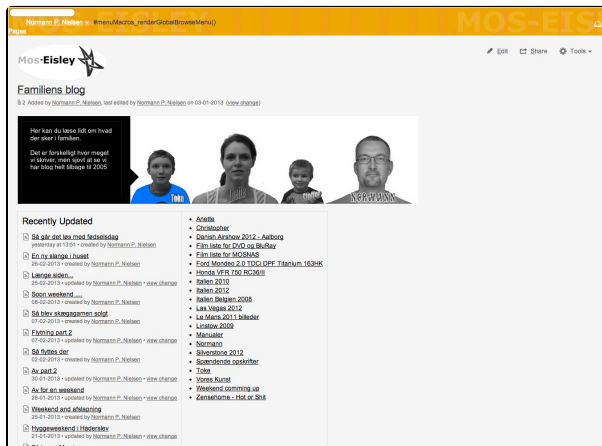 MOS-EISLEY
MOS-EIS
Normann P. Nielsen #menuMacros_renderGlobalBrowseMenu()
Pages
Edit Share Tools
Mos-Eisley
Familiens blog
2 Added by Normann P. Nielsen, last edited by Normann P. Nielsen on 03-01-2013 (view change)
Her kan du læse lidt om hvad
der sker i familien.
Det er forskelligt hvor meget
vi skriver, men sjovt at se vi
har blog helt tilbage til 2005
Toke
NORMANN
Recently Updated
Så går det løs med fødselsdag
yesterday at 13:51 • created by Normann P. Nielsen
En ny slange i huset
26-02-2013 • created by Normann P. Nielsen
Længe siden...
25-02-2013 • updated by Normann P. Nielsen • view change
Soon weekend ....
08-02-2013 • created by Normann P. Nielsen
Så blev skægagamen solgt
07-02-2013 • created by Normann P. Nielsen
Flytning part 2
07-02-2013 • updated by Normann P. Nielsen • view change
Så flyttes der
02-02-2013 • created by Normann P. Nielsen
Av part 2
30-01-2013 • updated by Normann P. Nielsen • view change
Av for en weekend
28-01-2013 • updated by Normann P. Nielsen • view change
Weekend and afslapning
25-01-2013 • created by Normann P. Nielsen
Hyggeweekend i Haderslev
21-01-2013 • updated by Normann P. Nielsen • view change
Anette
Christopher
Danish Airshow 2012 - Aalborg
Film liste for DVD og BluRay
Film liste for MOSNAS
Ford Mondeo 2.0 TDCi DPF Titanium 163HK
Honda VFR 750 RC36/II
Italien 2010
Italien 2012
Italien Belgien 2008
Las Vegas 2012
Le Mans 2011 billeder
Linstow 2009
Manualer
Normann
Silverstone 2012
Spændende opskrifter
Toke
Vores Kunst
Weekend comming up
Zensehome - Hot or Shit